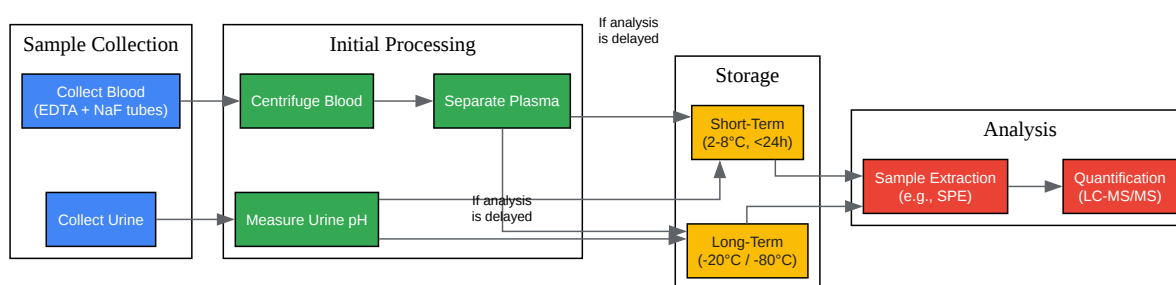 Sample Collection
Collect Blood
(EDTA + NaF tubes)
Collect Urine
Initial Processing
Centrifuge Blood
Separate Plasma
Measure Urine pH
If analysis
is delayed
If analysis
is delayed
Storage
Short-Term
(2-8°C, <24h)
Long-Term
(-20°C / -80°C)
Analysis
Sample Extraction
(e.g., SPE)
Quantification
(LC-MS/MS)